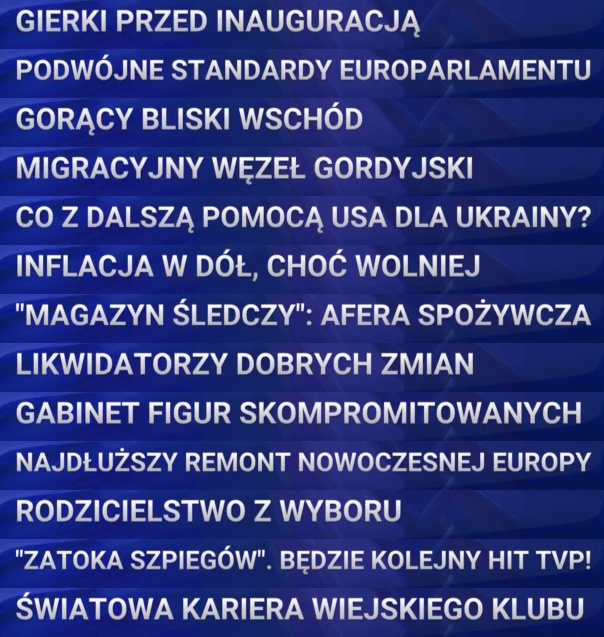 GIERKI PRZED INAUGURACJĄ
PODWÓJNE STANDARDY EUROPARLAMENTU
GORĄCY BLISKI WSCHÓD
MIGRACYJNY WĘZEŁ GORDYJSKI
CO Z DALSZĄ POMOCĄ USA DLA UKRAINY?
INFLACJA W DÓŁ, CHOĆ WOLNIEJ
"MAGAZYN ŚLEDCZY": AFERA SPOŻYWCZA
LIKWIDATORZY DOBRYCH ZMIAN
GABINET FIGUR SKOMPROMITOWANYCH
NAJDŁUŻSZY REMONT NOWOCZESNEJ EUROPY
RODZICIELSTWO Z WYBORU
"ZATOKA SZPIEGÓW". BĘDZIE KOLEJNY HIT TVP!
ŚWIATOWA KARIERA WIEJSKIEGO KLUBU